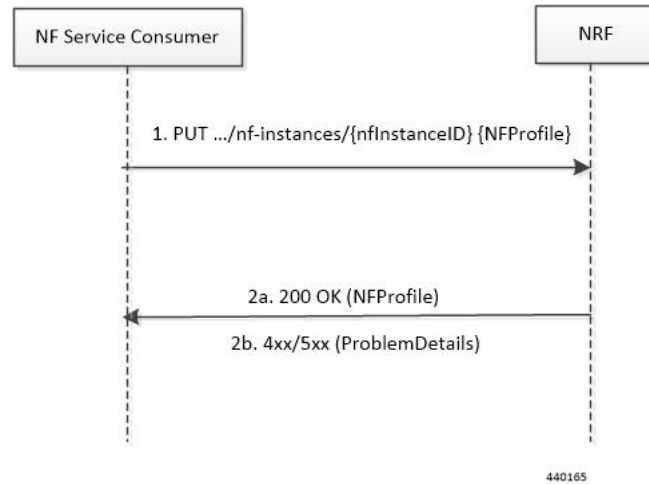 NF Service Consumer
NRF
1. PUT .../nf-instances/{nfInstanceID} {NFProfile}
2a. 200 OK (NFProfile)
2b. 4xx/5xx (ProblemDetails)
440165